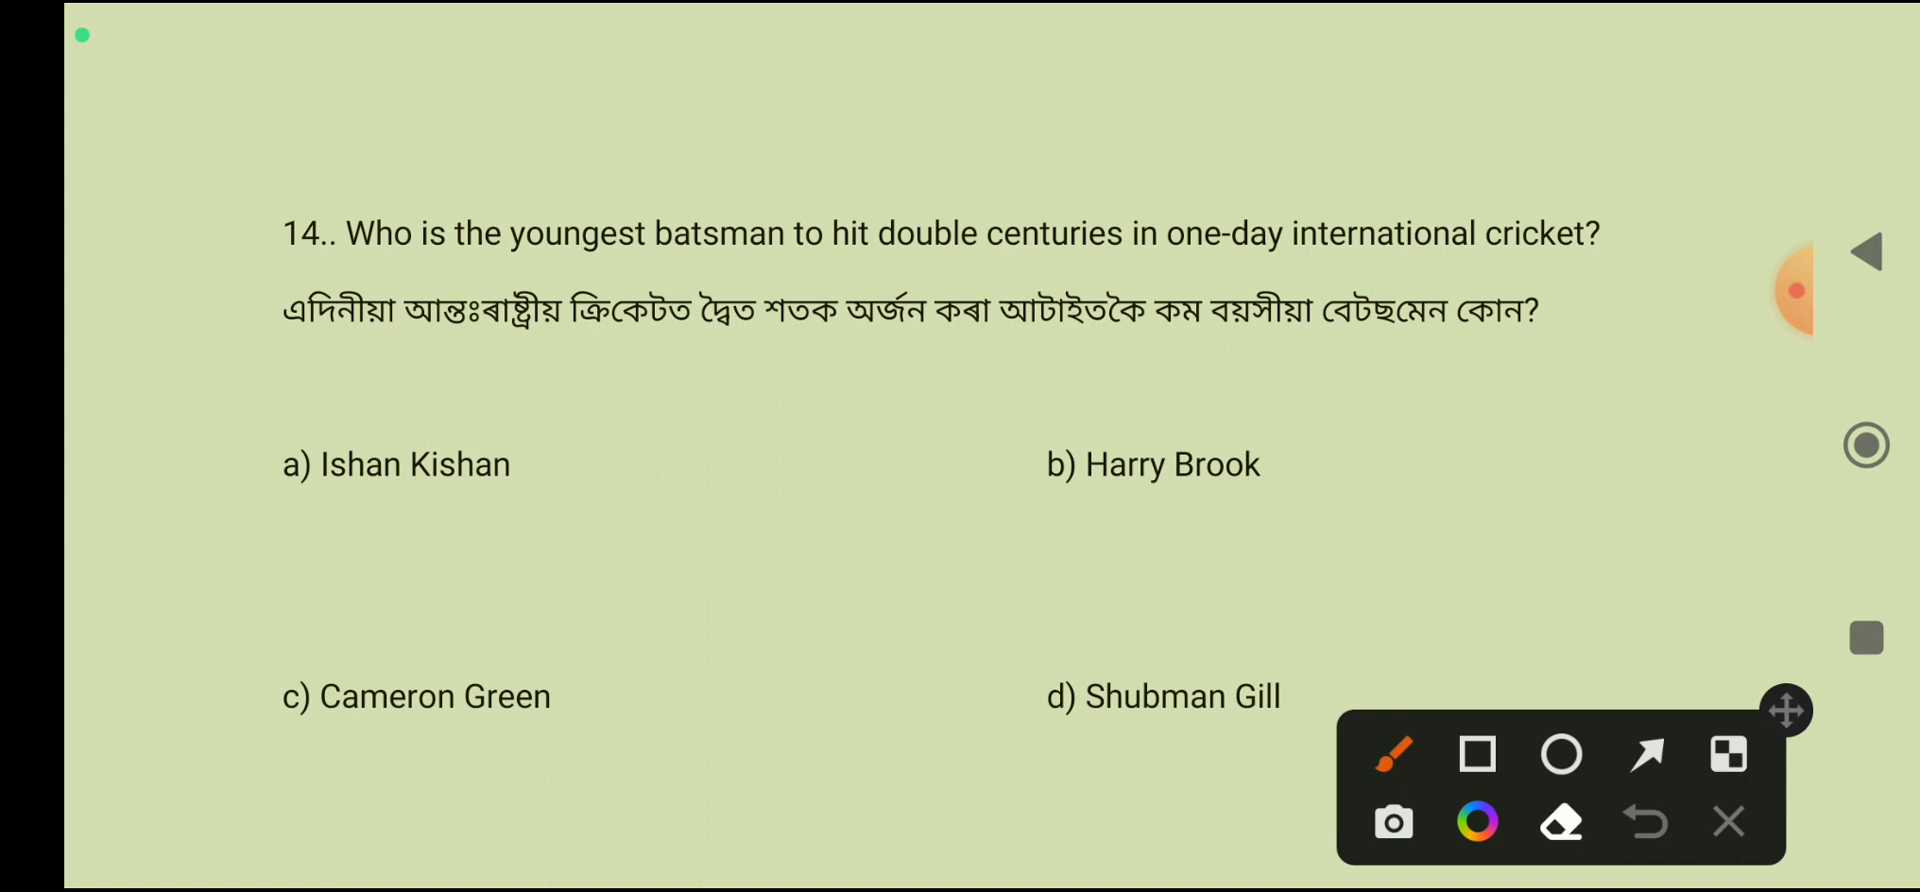 14.. Who is the youngest batsman to hit double centuries in one-day international cricket?
এদিনীয়া আন্তঃৰাষ্ট্ৰীয় ক্ৰিকেটত দ্বৈত শতক অৰ্জন কৰা আটাইতকৈ কম বয়সীয়া বেটছমেন কোন?
a) Ishan Kishan
b) Harry Brook
c) Cameron Green
d) Shubman Gill